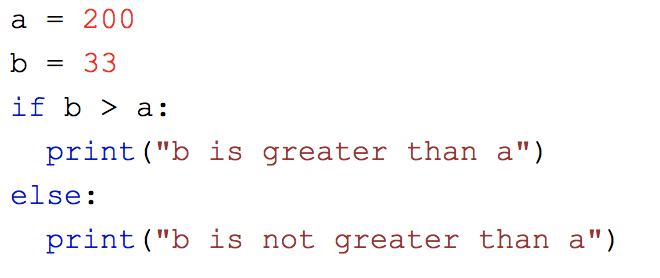 a = 200
b = 33
if b > a:
  print("b is greater than a")
else:
  print("b is not greater than a")